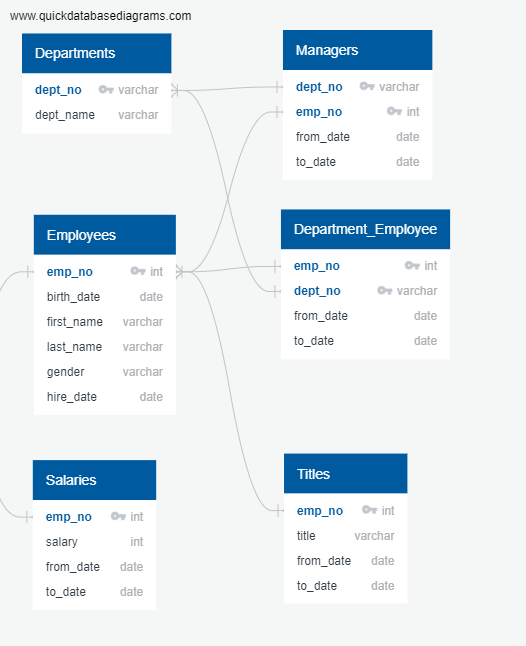 www.quickdatabasediagrams.com
Departments
dept_no varchar
dept_name varchar
Managers
dept_no varchar
emp_no int
from_date date
to_date date
Employees
emp_no int
birth_date date
first_name varchar
last_name varchar
gender varchar
hire_date date
Department_Employee
emp_no int
dept_no varchar
from_date date
to_date date
Salaries
emp_no int
salary int
from_date date
to_date date
Titles
emp_no int
title varchar
from_date date
to_date date